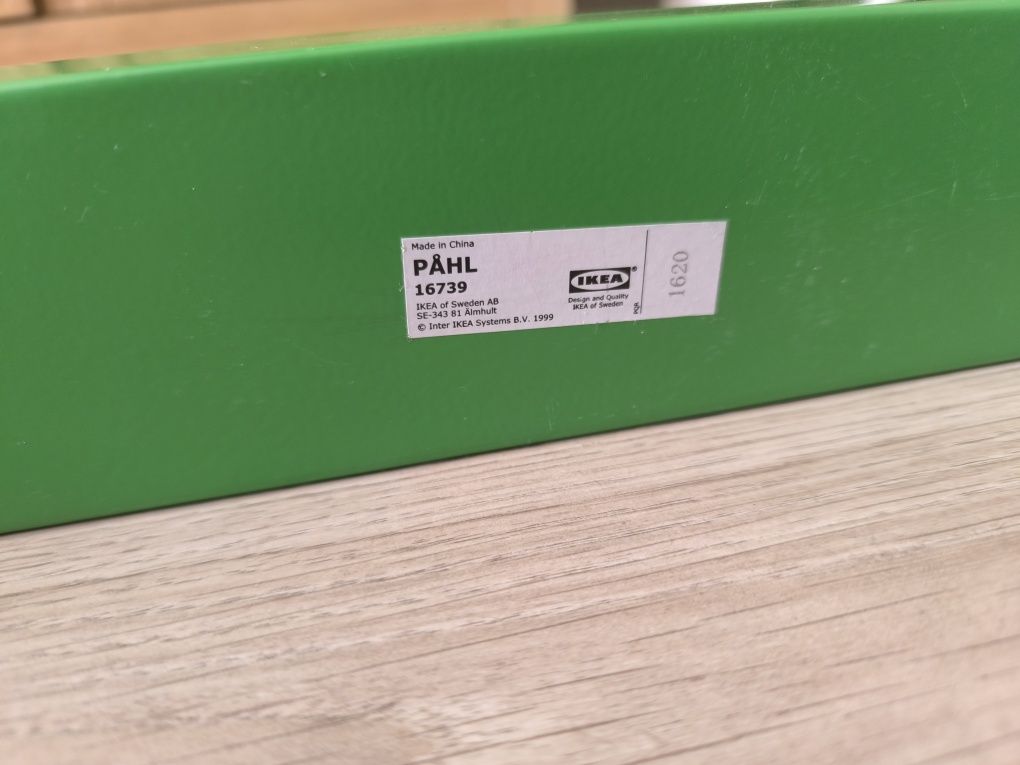 Made in China
PÅHL
16739
IKEA of Sweden AB
SE-343 81 Älmhult
© Inter IKEA Systems B.V. 1999
IKEA®
Design and Quality
IKEA of Sweden
PQR
1620